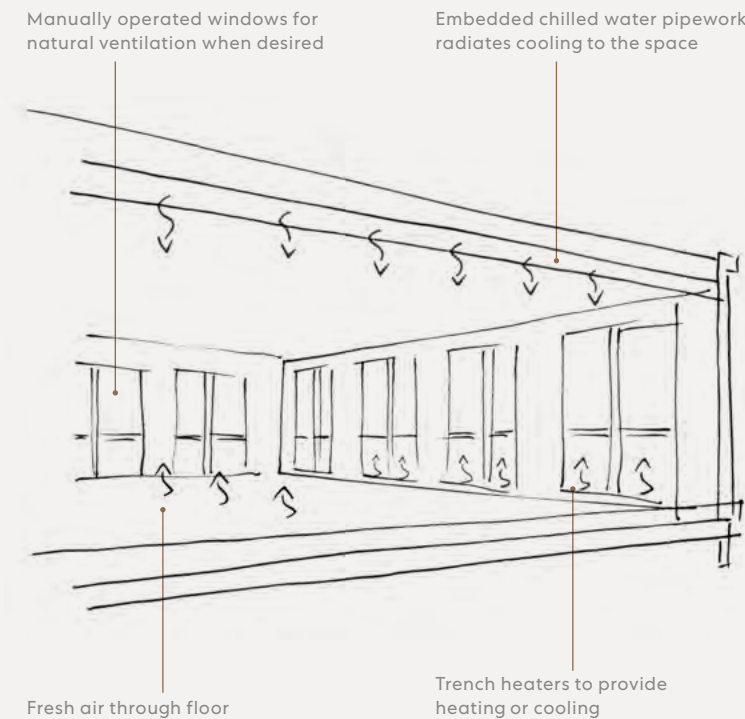 Manually operated windows for
natural ventilation when desired
Embedded chilled water pipework
radiates cooling to the space
Fresh air through floor
Trench heaters to provide
heating or cooling